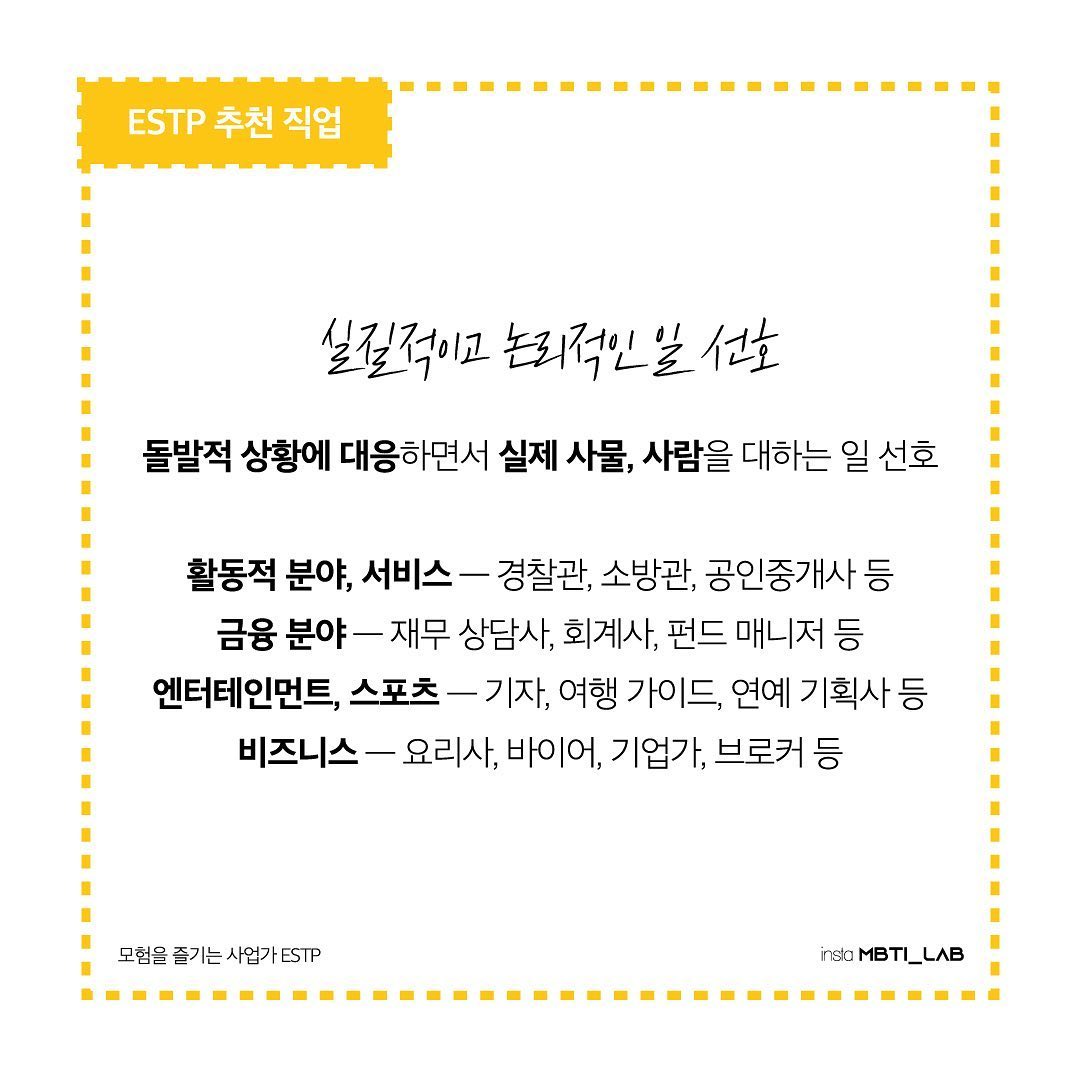 ESTP 추천 직업
실질적이고 논리적인 일 선호
돌발적 상황에 대응하면서 실제 사물, 사람을 대하는 일 선호
활동적 분야, 서비스 — 경찰관, 소방관, 공인중개사 등
금융 분야 — 재무 상담사, 회계사, 펀드 매니저 등
엔터테인먼트, 스포츠 — 기자, 여행 가이드, 연예 기획사 등
비즈니스 — 요리사, 바이어, 기업가, 브로커 등
모험을 즐기는 사업가 ESTP
insta MBTI_LAB